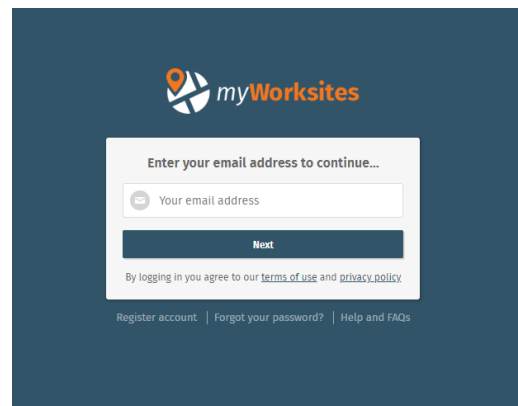 myWorksites
Enter your email address to continue...
Your email address
Next
By logging in you agree to our terms of use and privacy policy
Register account | Forgot your password? | Help and FAQs